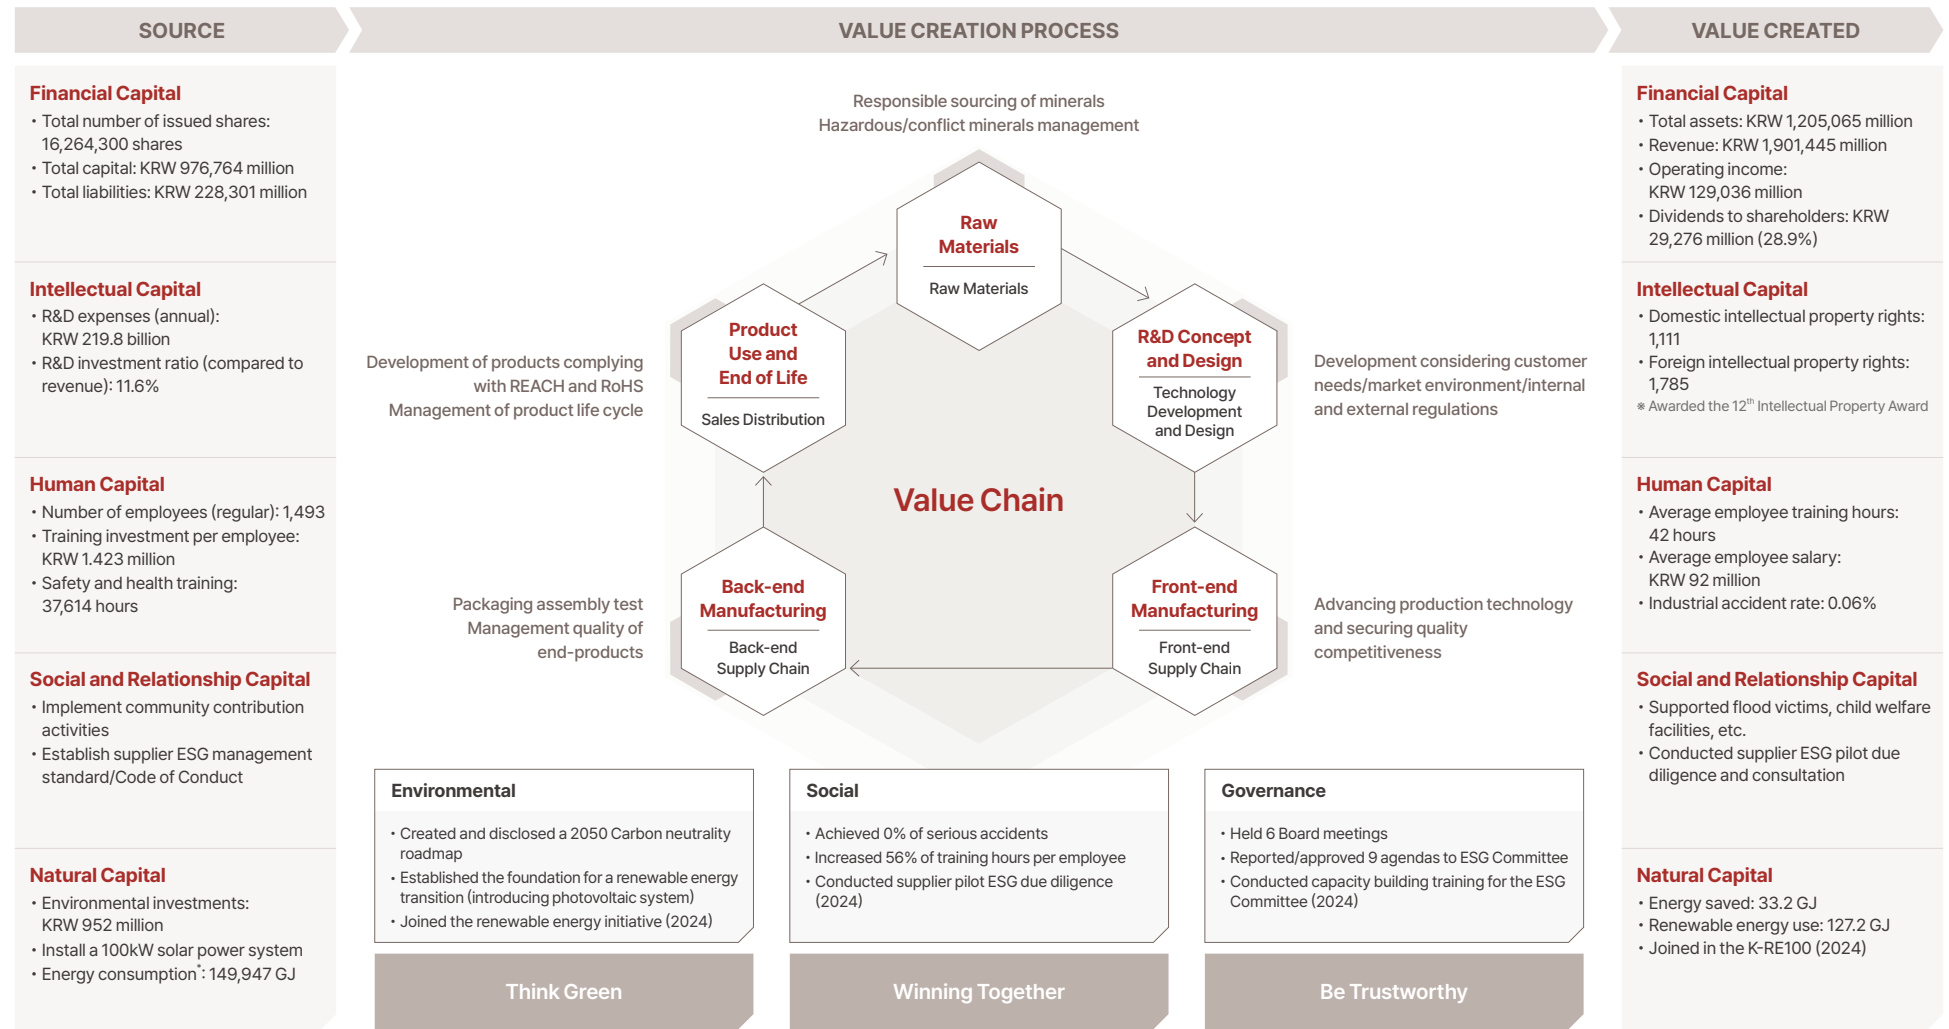 SOURCE
Financial Capital
• Total number of issued shares:
16,264,300 shares
• Total capital: KRW 976,764 million
• Total liabilities: KRW 228,301 million
Intellectual Capital
• R&D expenses (annual):
KRW 219.8 billion
• R&D investment ratio (compared to
revenue): 11.6%
Human Capital
• Number of employees (regular): 1,493
• Training investment per employee:
KRW 1.423 million
• Safety and health training:
37,614 hours
Social and Relationship Capital
• Implement community contribution
activities
• Establish supplier ESG management
standard/Code of Conduct
Natural Capital
• Environmental investments:
KRW 952 million
• Install a 100kW solar power system
• Energy consumption*: 149,947 GJ
VALUE CREATION PROCESS
Responsible sourcing of minerals
Hazardous/conflict minerals management
Raw
Materials
Raw Materials
R&D Concept
and Design
Technology
Development
and Design
Development considering customer
needs/market environment/internal
and external regulations
Front-end
Manufacturing
Front-end
Supply Chain
Advancing production technology
and securing quality
competitiveness
Back-end
Manufacturing
Back-end
Supply Chain
Packaging assembly test
Management quality of
end-products
Product
Use and
End of Life
Sales Distribution
Development of products complying
with REACH and RoHS
Management of product life cycle
Value Chain
Environmental
• Created and disclosed a 2050 Carbon neutrality
roadmap
• Established the foundation for a renewable energy
transition (introducing photovoltaic system)
• Joined the renewable energy initiative (2024)
Think Green
Social
• Achieved 0% of serious accidents
• Increased 56% of training hours per employee
• Conducted supplier pilot ESG due diligence
(2024)
Winning Together
Governance
• Held 6 Board meetings
• Reported/approved 9 agendas to ESG Committee
• Conducted capacity building training for the ESG
Committee (2024)
Be Trustworthy
VALUE CREATED
Financial Capital
• Total assets: KRW 1,205,065 million
• Revenue: KRW 1,901,445 million
• Operating income:
KRW 129,036 million
• Dividends to shareholders: KRW
29,276 million (28.9%)
Intellectual Capital
• Domestic intellectual property rights:
1,111
• Foreign intellectual property rights:
1,785
※ Awarded the 12th Intellectual Property Award
Human Capital
• Average employee training hours:
42 hours
• Average employee salary:
KRW 92 million
• Industrial accident rate: 0.06%
Social and Relationship Capital
• Supported flood victims, child welfare
facilities, etc.
• Conducted supplier ESG pilot due
diligence and consultation
Natural Capital
• Energy saved: 33.2 GJ
• Renewable energy use: 127.2 GJ
• Joined in the K-RE100 (2024)